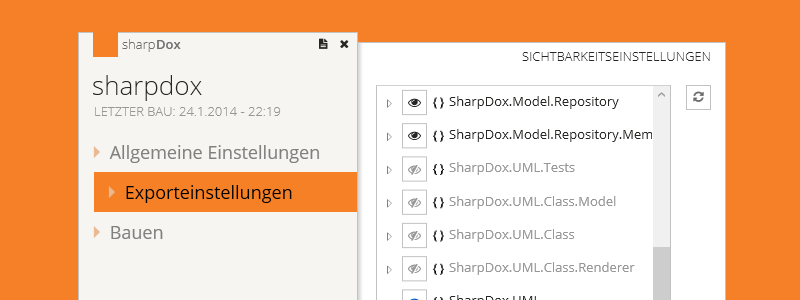 sharpDox
sharpdox
LETZTER BAU: 24.1.2014 - 22:19
Allgemeine Einstellungen
Exporteinstellungen
Bauen
SICHTBARKEITSEINSTELLUNGEN
{} SharpDox.Model.Repository
{} SharpDox.Model.Repository.Mem
{} SharpDox.UML.Tests
{} SharpDox.UML.Class.Model
{} SharpDox.UML.Class
{} SharpDox.UML.Class.Renderer
{} SharpDox.UML